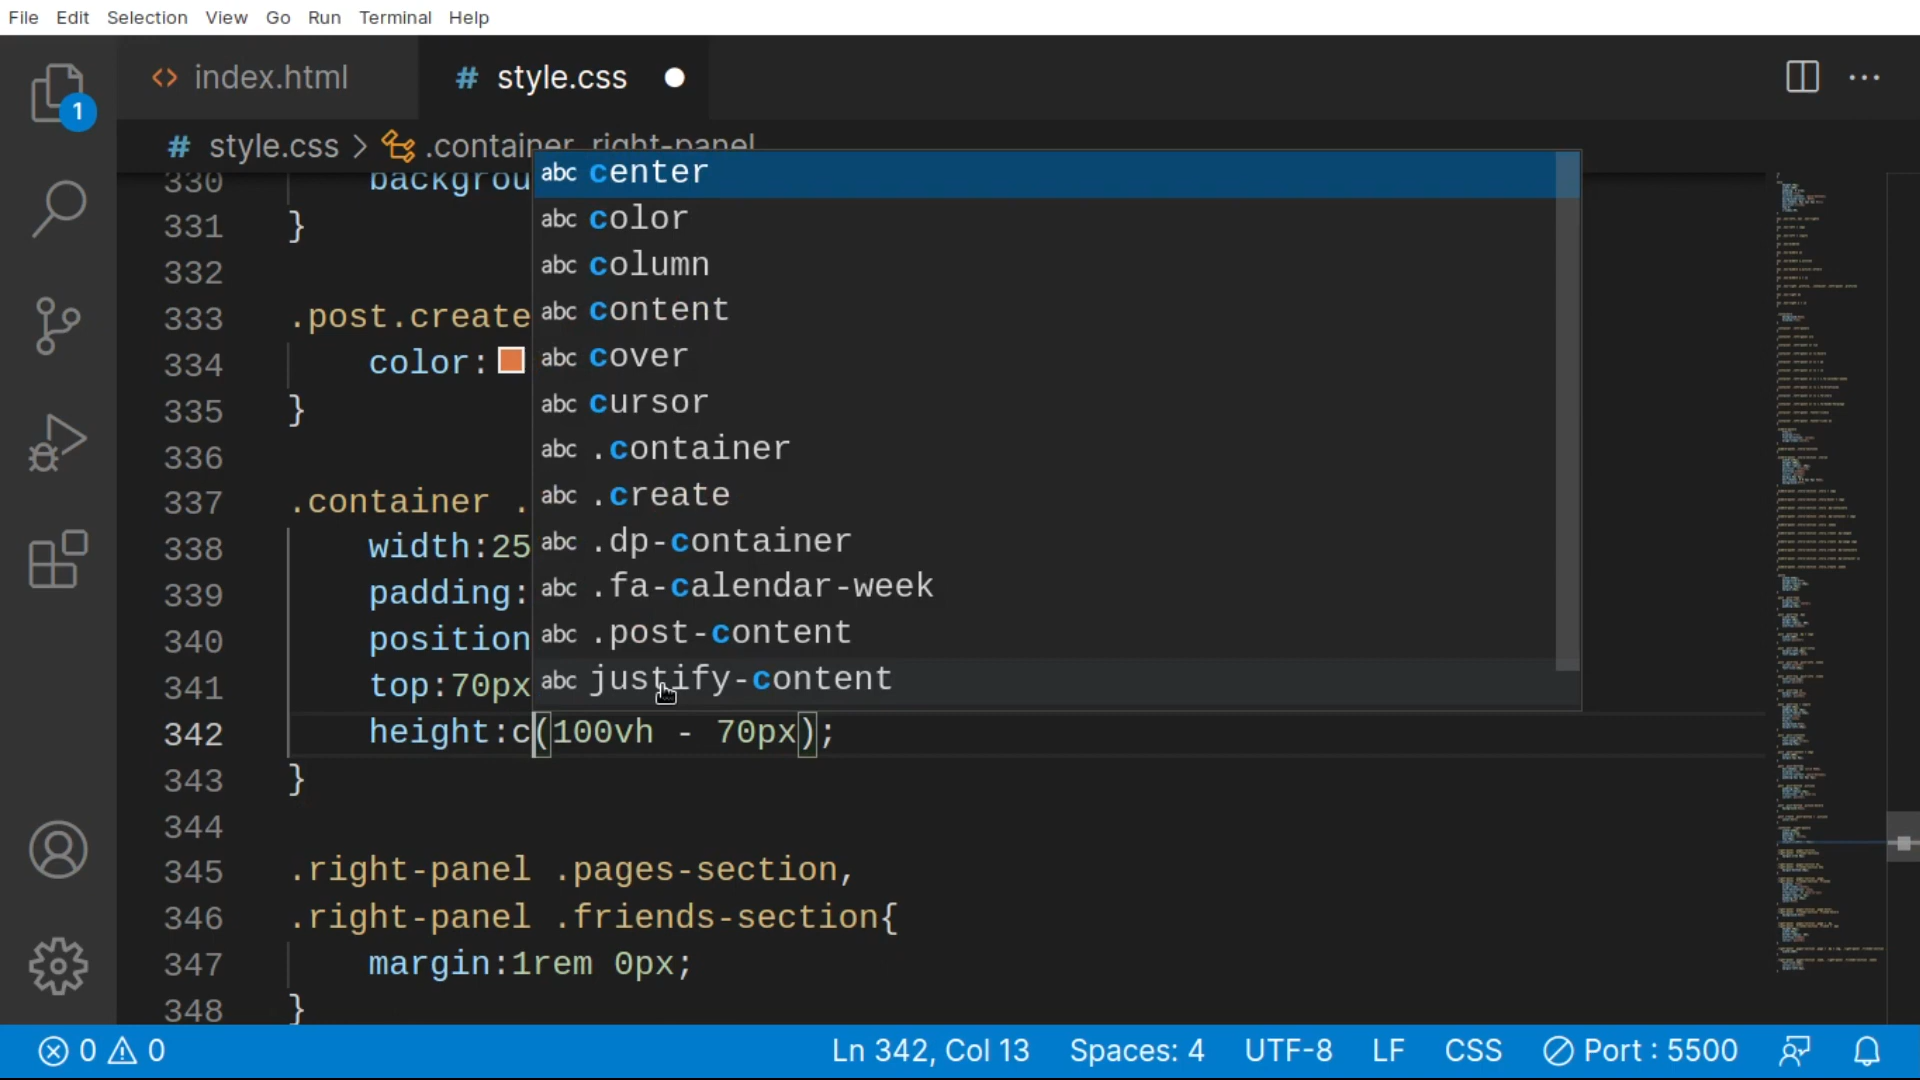 File Edit Selection View Go Run Terminal Help
1
<> index.html # style.css
# style.css > .container .right-panel
330 backgrou
331 }
332
333 .post.create
334 color:
335 }
336
337 .container .
338 width:25
339 padding:
340 position
341 top:70px
342 height:c(100vh - 70px);
343 }
344
345 .right-panel .pages-section,
346 .right-panel .friends-section{
347 margin:1rem 0px;
348 }
abc center
abc color
abc column
abc content
abc cover
abc cursor
abc .container
abc .create
abc .dp-container
abc .fa-calendar-week
abc .post-content
abc justify-content
0 0 Ln 342, Col 13 Spaces: 4 UTF-8 LF CSS Port : 5500